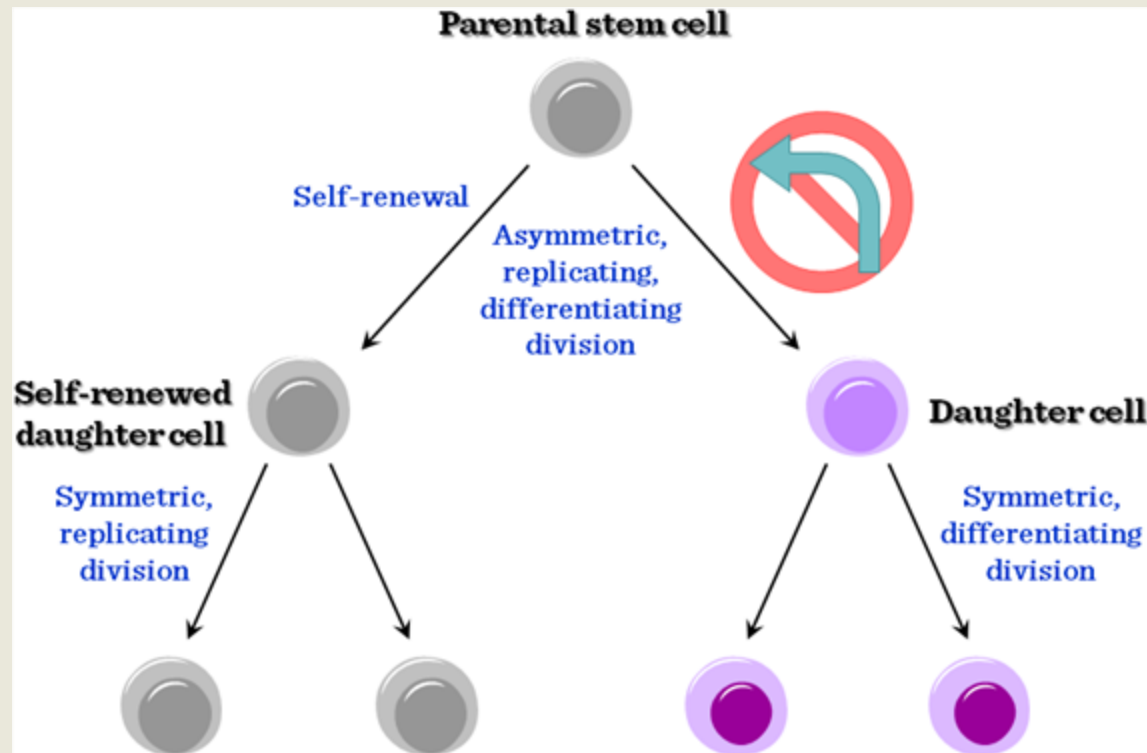 Parental stem cell
Self-renewal
Asymmetric,
replicating,
differentiating
division
Self-renewed
daughter cell
Daughter cell
Symmetric,
replicating
division
Symmetric,
differentiating
division